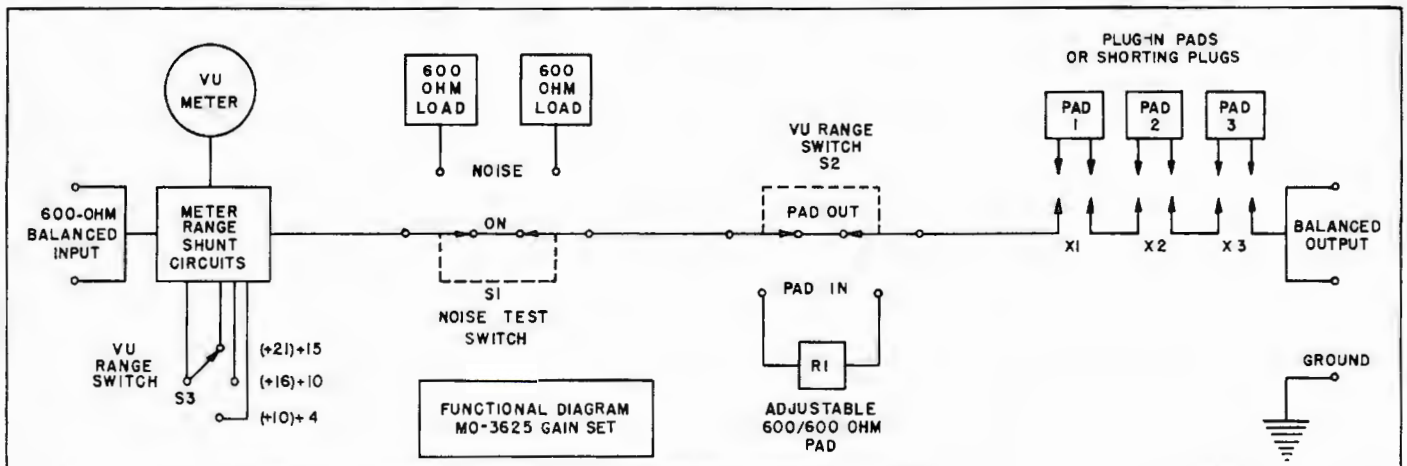 VU
METER
600
OHM
LOAD
600
OHM
LOAD
PLUG-IN PADS
OR SHORTING PLUGS
PAD
1
PAD
2
PAD
3
VU RANGE
SWITCH
S2
NOISE
600-OHM
BALANCED
INPUT
METER
RANGE
SHUNT
CIRCUITS
ON
PAD OUT
X1
X2
X3
BALANCED
OUTPUT
S1
NOISE TEST
SWITCH
PAD IN
VU
RANGE
SWITCH
S3
(+21)+15
(+16)+10
(+10)+4
R1
ADJUSTABLE
600/600 OHM
PAD
GROUND
FUNCTIONAL DIAGRAM
MO-3625 GAIN SET